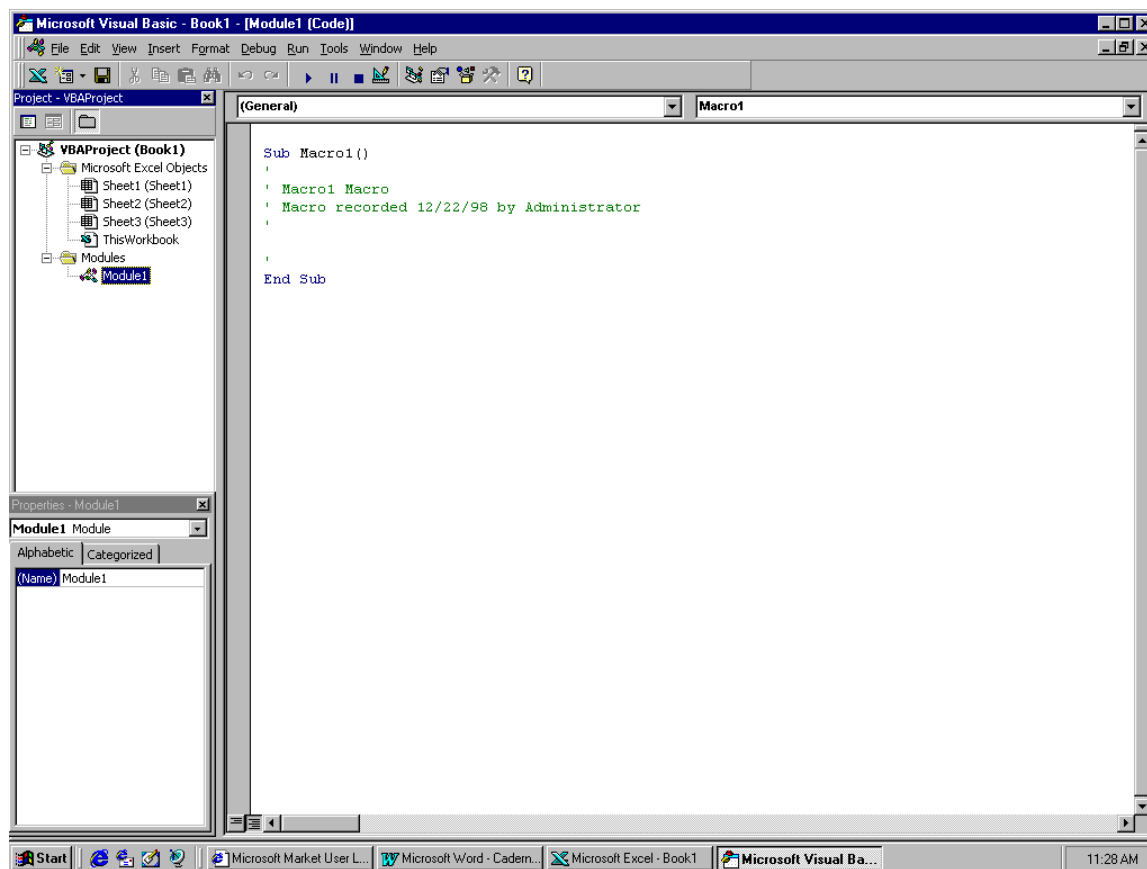 Microsoft Visual Basic - Book1 - [Module1 (Code)]
File Edit View Insert Format Debug Run Tools Window Help
Project - VBAProject
(General)
Macro1
VBAProject (Book1)
Microsoft Excel Objects
Sheet1 (Sheet1)
Sheet2 (Sheet2)
Sheet3 (Sheet3)
ThisWorkbook
Modules
Module1
Sub Macro1()
'
' Macro1 Macro
' Macro recorded 12/22/98 by Administrator
'
'
End Sub
Properties - Module1
Module1 Module
Alphabetic Categorized
(Name) Module1
Start Microsoft Market User L... Microsoft Word - Cadern... Microsoft Excel - Book1 Microsoft Visual Ba... 11:28 AM